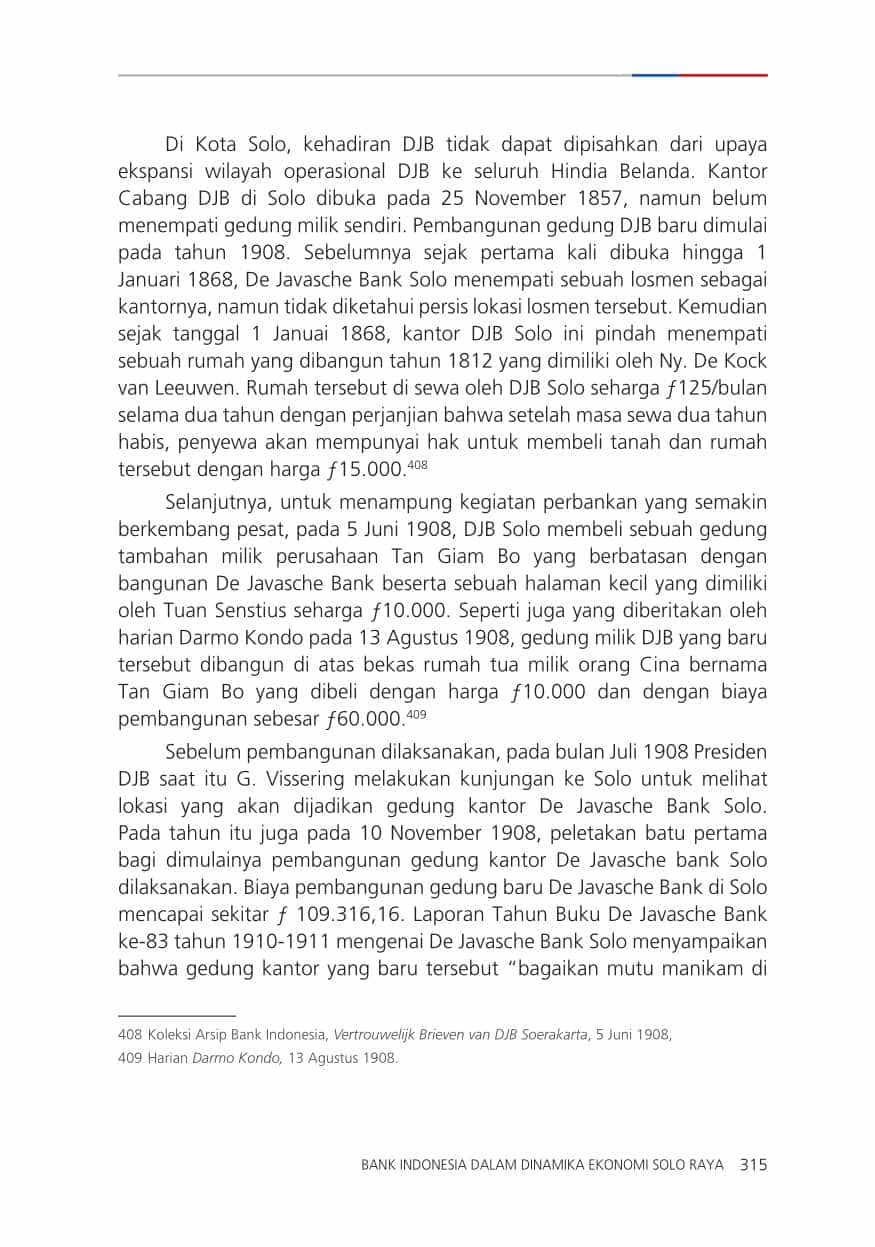 Di Kota Solo, kehadiran DJB tidak dapat dipisahkan dari upaya
ekspansi wilayah operasional DJB ke seluruh Hindia Belanda. Kantor
Cabang DJB di Solo dibuka pada 25 November 1857, namun belum
menempati gedung milik sendiri. Pembangunan gedung DJB baru dimulai
pada tahun 1908. Sebelumnya sejak pertama kali dibuka hingga 1
Januari 1868, De Javasche Bank Solo menempati sebuah losmen sebagai
kantornya, namun tidak diketahui persis lokasi losmen tersebut. Kemudian
sejak tanggal 1 Januai 1868, kantor DJB Solo ini pindah menempati
sebuah rumah yang dibangun tahun 1812 yang dimiliki oleh Ny. De Kock
van Leeuwen. Rumah tersebut di sewa oleh DJB Solo seharga ƒ125/bulan
selama dua tahun dengan perjanjian bahwa setelah masa sewa dua tahun
habis, penyewa akan mempunyai hak untuk membeli tanah dan rumah
tersebut dengan harga ƒ15.000.408
Selanjutnya, untuk menampung kegiatan perbankan yang semakin
berkembang pesat, pada 5 Juni 1908, DJB Solo membeli sebuah gedung
tambahan milik perusahaan Tan Giam Bo yang berbatasan dengan
bangunan De Javasche Bank beserta sebuah halaman kecil yang dimiliki
oleh Tuan Senstius seharga ƒ10.000. Seperti juga yang diberitakan oleh
harian Darmo Kondo pada 13 Agustus 1908, gedung milik DJB yang baru
tersebut dibangun di atas bekas rumah tua milik orang Cina bernama
Tan Giam Bo yang dibeli dengan harga ƒ10.000 dan dengan biaya
pembangunan sebesar ƒ60.000.409
Sebelum pembangunan dilaksanakan, pada bulan Juli 1908 Presiden
DJB saat itu G. Vissering melakukan kunjungan ke Solo untuk melihat
lokasi yang akan dijadikan gedung kantor De Javasche Bank Solo.
Pada tahun itu juga pada 10 November 1908, peletakan batu pertama
bagi dimulainya pembangunan gedung kantor De Javasche bank Solo
dilaksanakan. Biaya pembangunan gedung baru De Javasche Bank di Solo
mencapai sekitar ƒ 109.316,16. Laporan Tahun Buku De Javasche Bank
ke-83 tahun 1910-1911 mengenai De Javasche Bank Solo menyampaikan
bahwa gedung kantor yang baru tersebut “bagaikan mutu manikam di
408 Koleksi Arsip Bank Indonesia, Vertrouwelijk Brieven van DJB Soerakarta, 5 Juni 1908,
409 Harian Darmo Kondo, 13 Agustus 1908.
BANK INDONESIA DALAM DINAMIKA EKONOMI SOLO RAYA 315